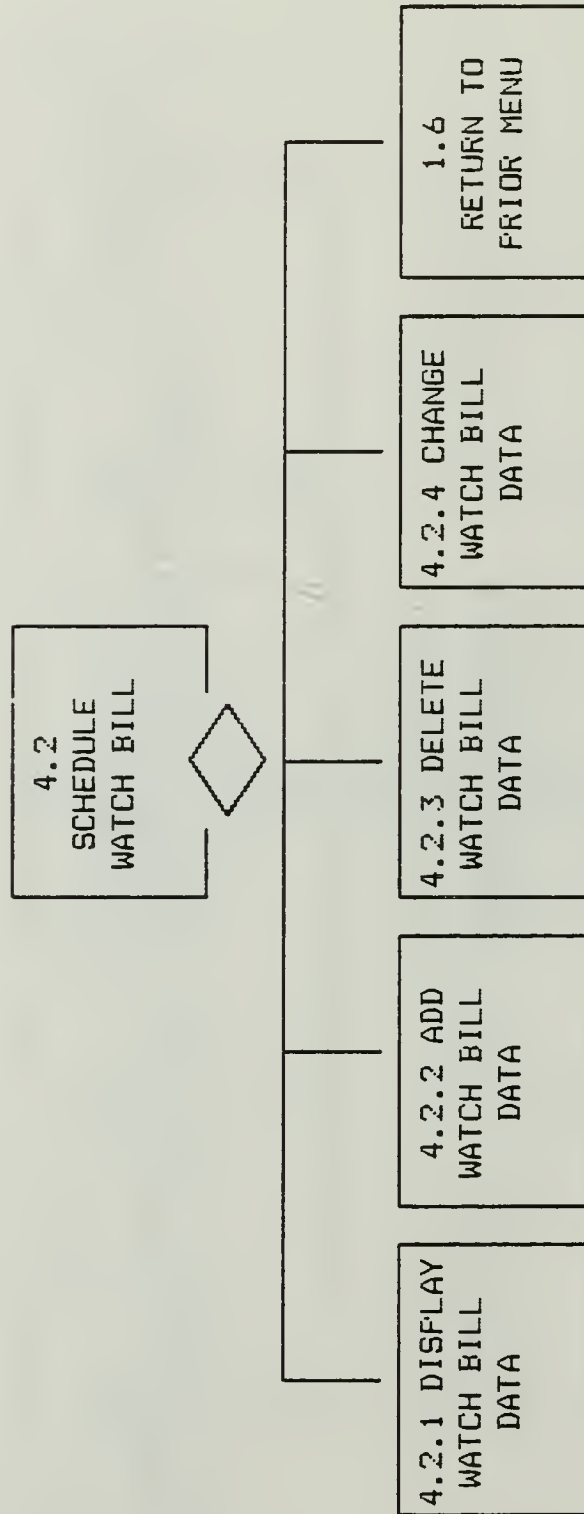 4.2
SCHEDULE
WATCH BILL
4.2.1 DISPLAY
WATCH BILL
DATA
4.2.2 ADD
WATCH BILL
DATA
4.2.3 DELETE
WATCH BILL
DATA
4.2.4 CHANGE
WATCH BILL
DATA
1.6
RETURN TO
PRIOR MENU